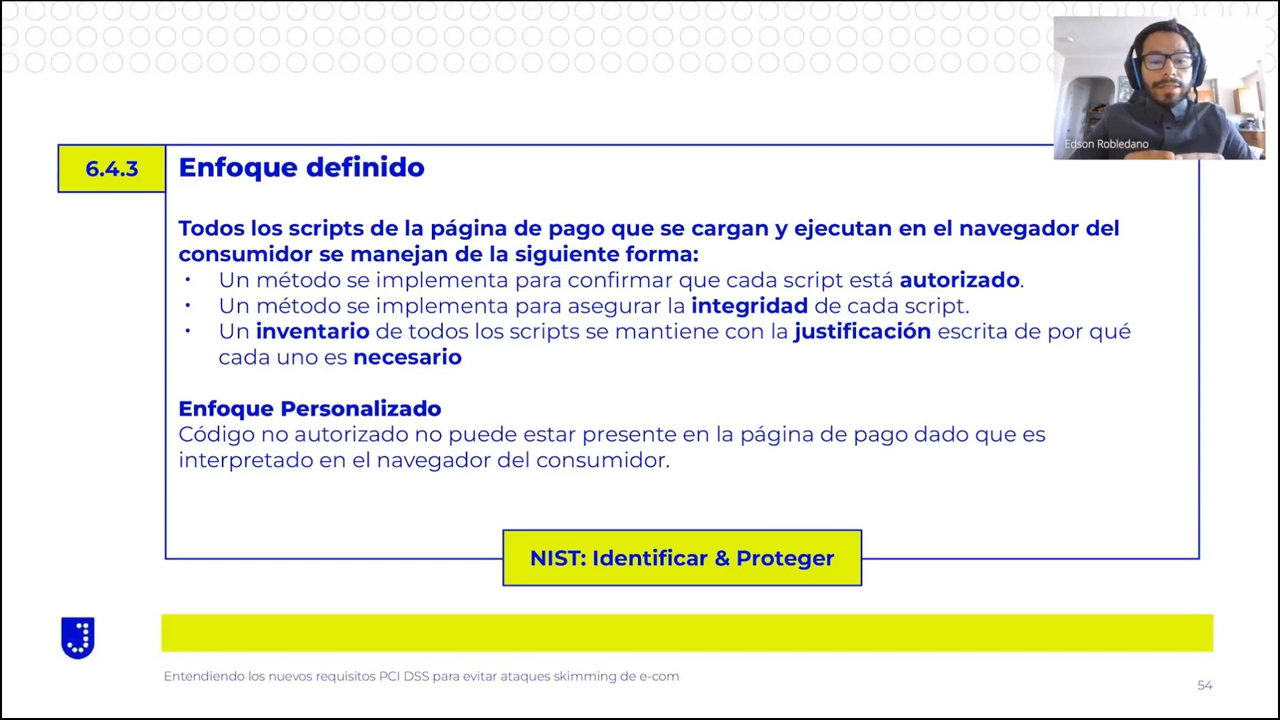 Edson Robledano
6.4.3
Enfoque definido
Todos los scripts de la página de pago que se cargan y ejecutan en el navegador del
consumidor se manejan de la siguiente forma:
• Un método se implementa para confirmar que cada script está autorizado.
• Un método se implementa para asegurar la integridad de cada script.
• Un inventario de todos los scripts se mantiene con la justificación escrita de por qué
cada uno es necesario
Enfoque Personalizado
Código no autorizado no puede estar presente en la página de pago dado que es
interpretado en el navegador del consumidor.
NIST: Identificar & Proteger
Entendiendo los nuevos requisitos PCI DSS para evitar ataques skimming de e-com
54